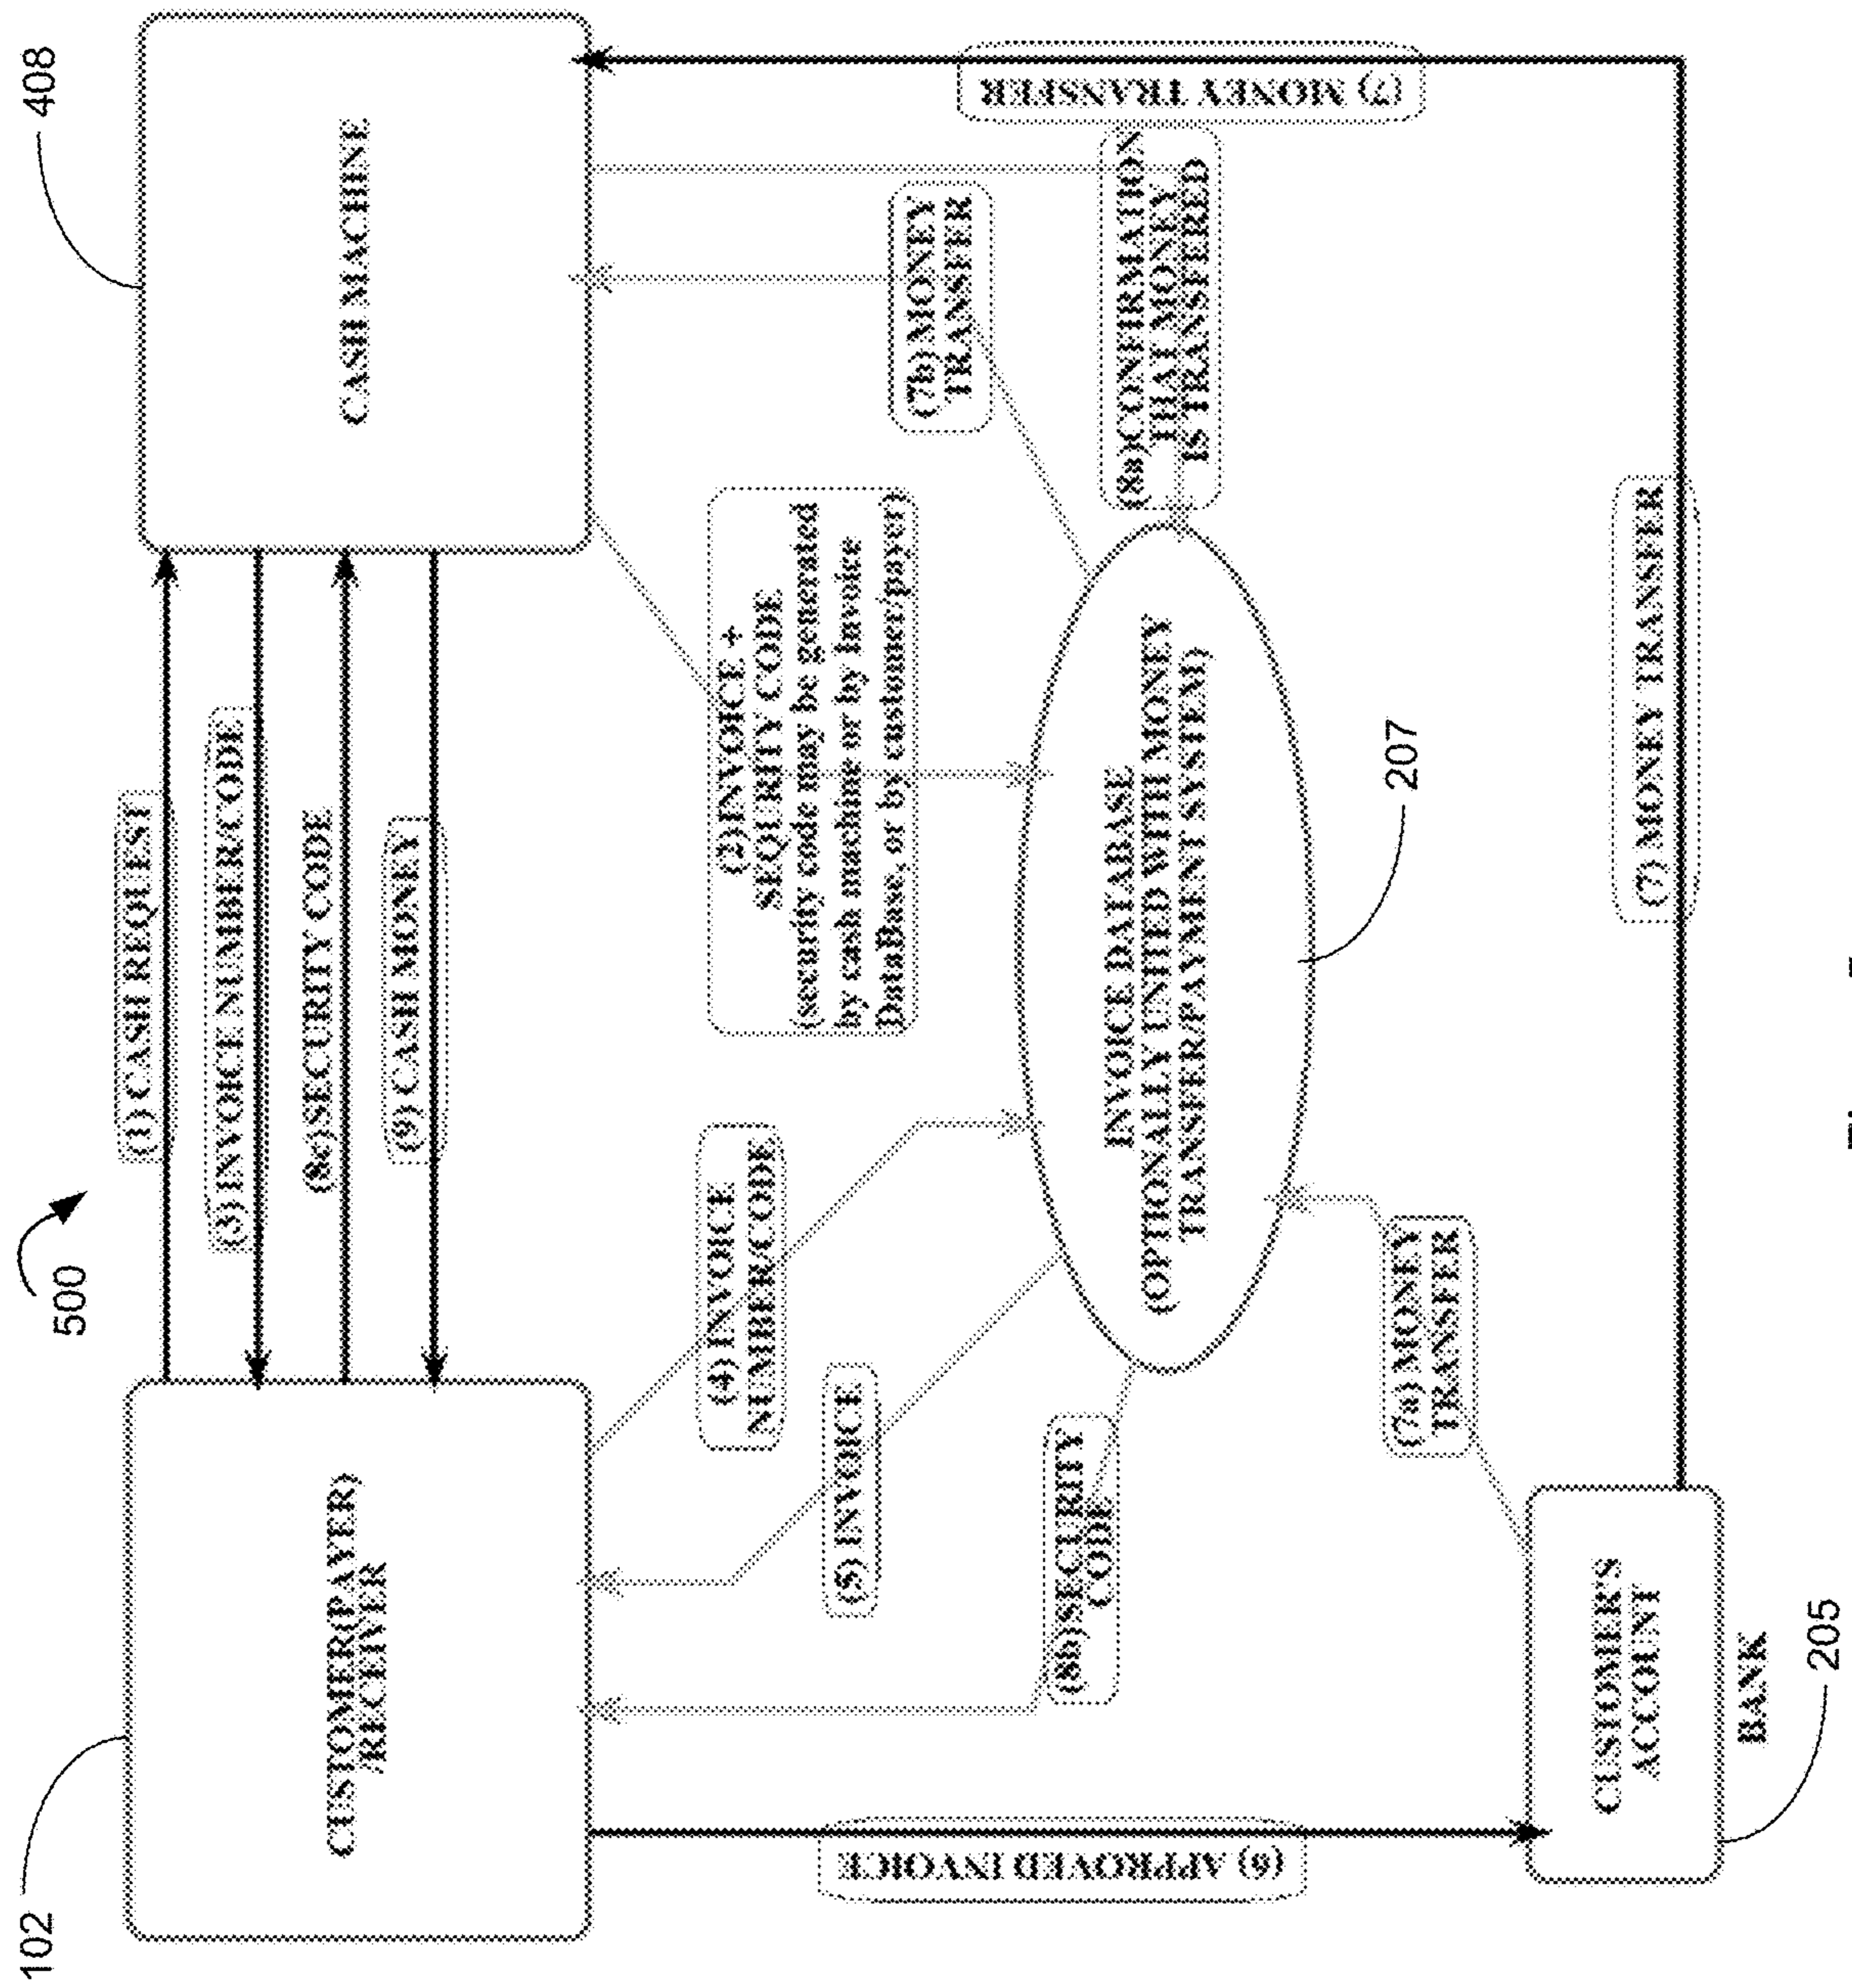 500
102
408
CUSTOMER(PAYER)
/RECEIVER
CASH MACHINE
(1) CASH REQUEST
(3) INVOICE NUMBER/CODE
(8c)SECURITY CODE
(9) CASH MONEY
(2)INVOICE +
SEQURITY CODE
(security code may be generated
by cash machine or by Invoice
DataBase, or by customer/payer)
(4) INVOICE
NUMBER/CODE
(5) INVOICE
(8b)SECURITY
CODE
(7b) MONEY
TRANSFER
(8a)CONFIRMATION
THAT MONEY
IS TRANSFERED
(7) MONEY TRANSFER
(6) APPROVED INVOICE
INVOICE DATABASE
(OPTIONALLY UNITED WITH MONEY
TRANSFER/PAYMENT SYSTEM)
207
(7a) MONEY
TRANSFER
CUSTOMER'S
ACCOUNT
BANK
205
(7) MONEY TRANSFER